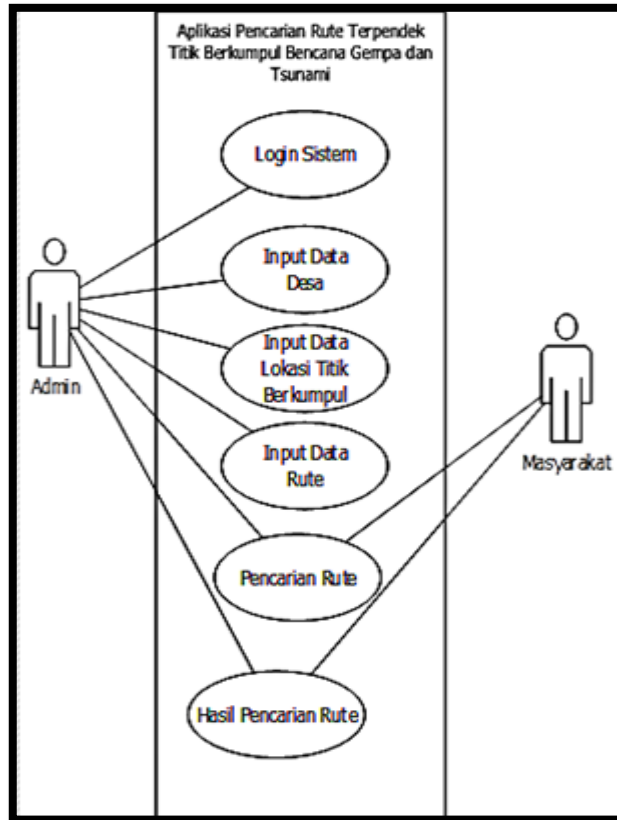 Aplikasi Pencarian Rute Terpendek
Titik Berkumpul Bencana Gempa dan
Tsunami
Login Sistem
Input Data
Desa
Input Data
Lokasi Titik
Berkumpul
Admin
Input Data
Rute
Masyarakat
Pencarian Rute
Hasil Pencarian Rute